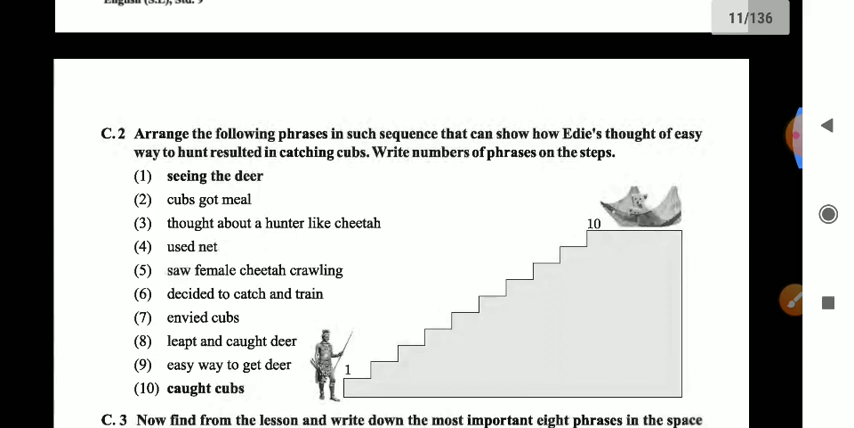 English (S.L), Std. 9
11/136
C. 2 Arrange the following phrases in such sequence that can show how Edie's thought of easy
way to hunt resulted in catching cubs. Write numbers of phrases on the steps.
(1) seeing the deer
(2) cubs got meal
(3) thought about a hunter like cheetah
(4) used net
(5) saw female cheetah crawling
(6) decided to catch and train
(7) envied cubs
(8) leapt and caught deer
(9) easy way to get deer
(10) caught cubs
10
1
C. 3 Now find from the lesson and write down the most important eight phrases in the space